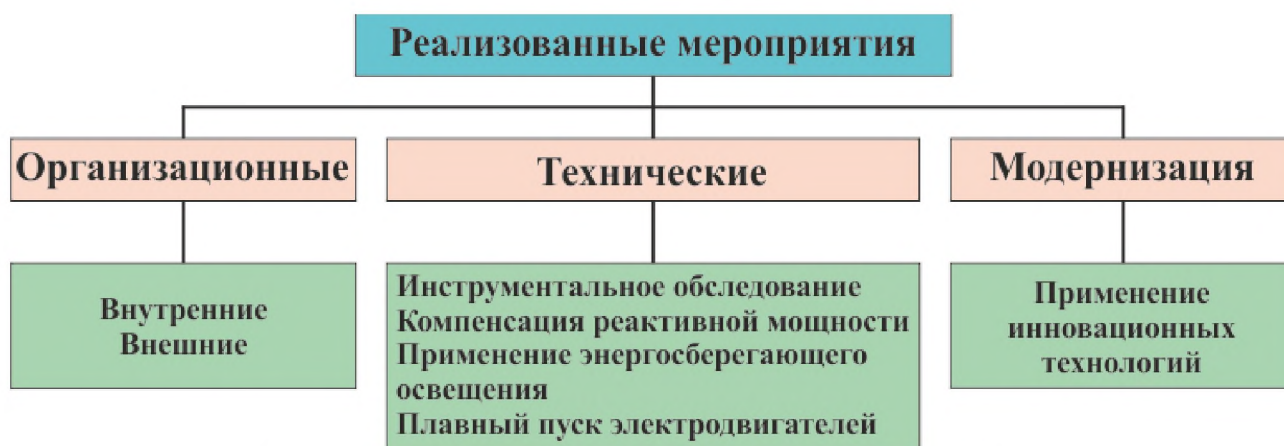 Реализованные мероприятия
Организационные
Технические
Модернизация
Внутренние
Внешние
Инструментальное обследование
Компенсация реактивной мощности
Применение энергосберегающего
освещения
Плавный пуск электродвигателей
Применение
инновационных
технологий